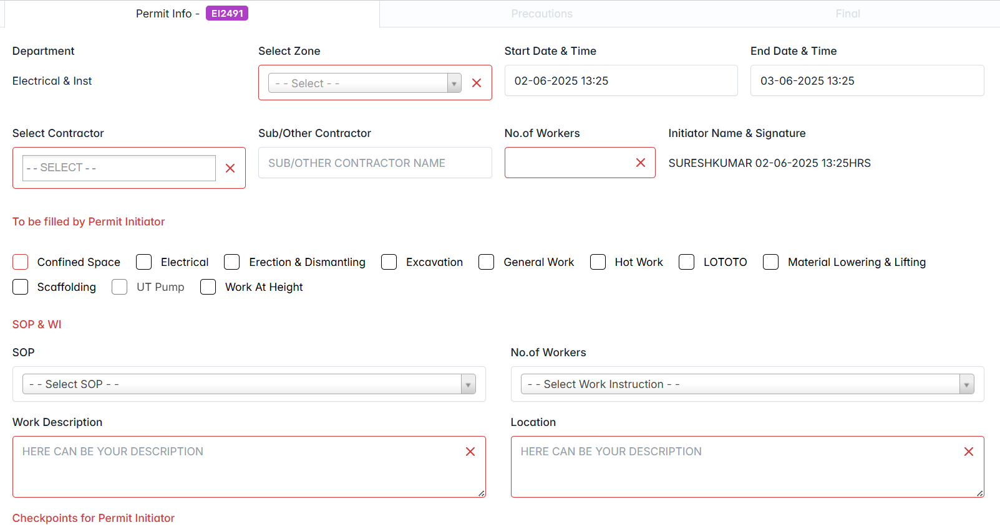 Permit Info - EI2491 Precautions Final
Department Select Zone Start Date & Time End Date & Time
Electrical & Inst - - Select - - 02-06-2025 13:25 03-06-2025 13:25
Select Contractor Sub/Other Contractor No.of Workers Initiator Name & Signature
- - SELECT - - SUB/OTHER CONTRACTOR NAME SURESHKUMAR 02-06-2025 13:25HRS
To be filled by Permit Initiator
Confined Space Electrical Erection & Dismantling Excavation General Work Hot Work LOTOTO Material Lowering & Lifting
Scaffolding UT Pump Work At Height
SOP & WI
SOP No.of Workers
- - Select SOP - - - - Select Work Instruction - -
Work Description Location
HERE CAN BE YOUR DESCRIPTION HERE CAN BE YOUR DESCRIPTION
Checkpoints for Permit Initiator